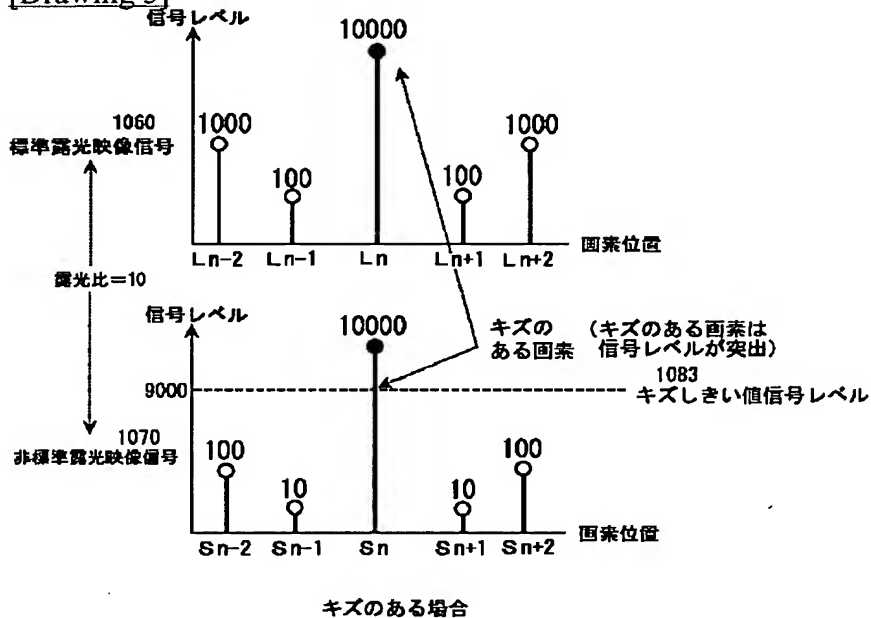 信号レベル
10000
1060
標準露光映像信号
1000
100
100
1000
画素位置
Ln-2 Ln-1 Ln Ln+1 Ln+2
露光比=10
信号レベル
10000
キズの
ある画素
(キズのある画素は
信号レベルが突出)
9000
1083
キズしきい値信号レベル
1070
非標準露光映像信号
100
10
10
100
画素位置
Sn-2 Sn-1 Sn Sn+1 Sn+2
キズのある場合